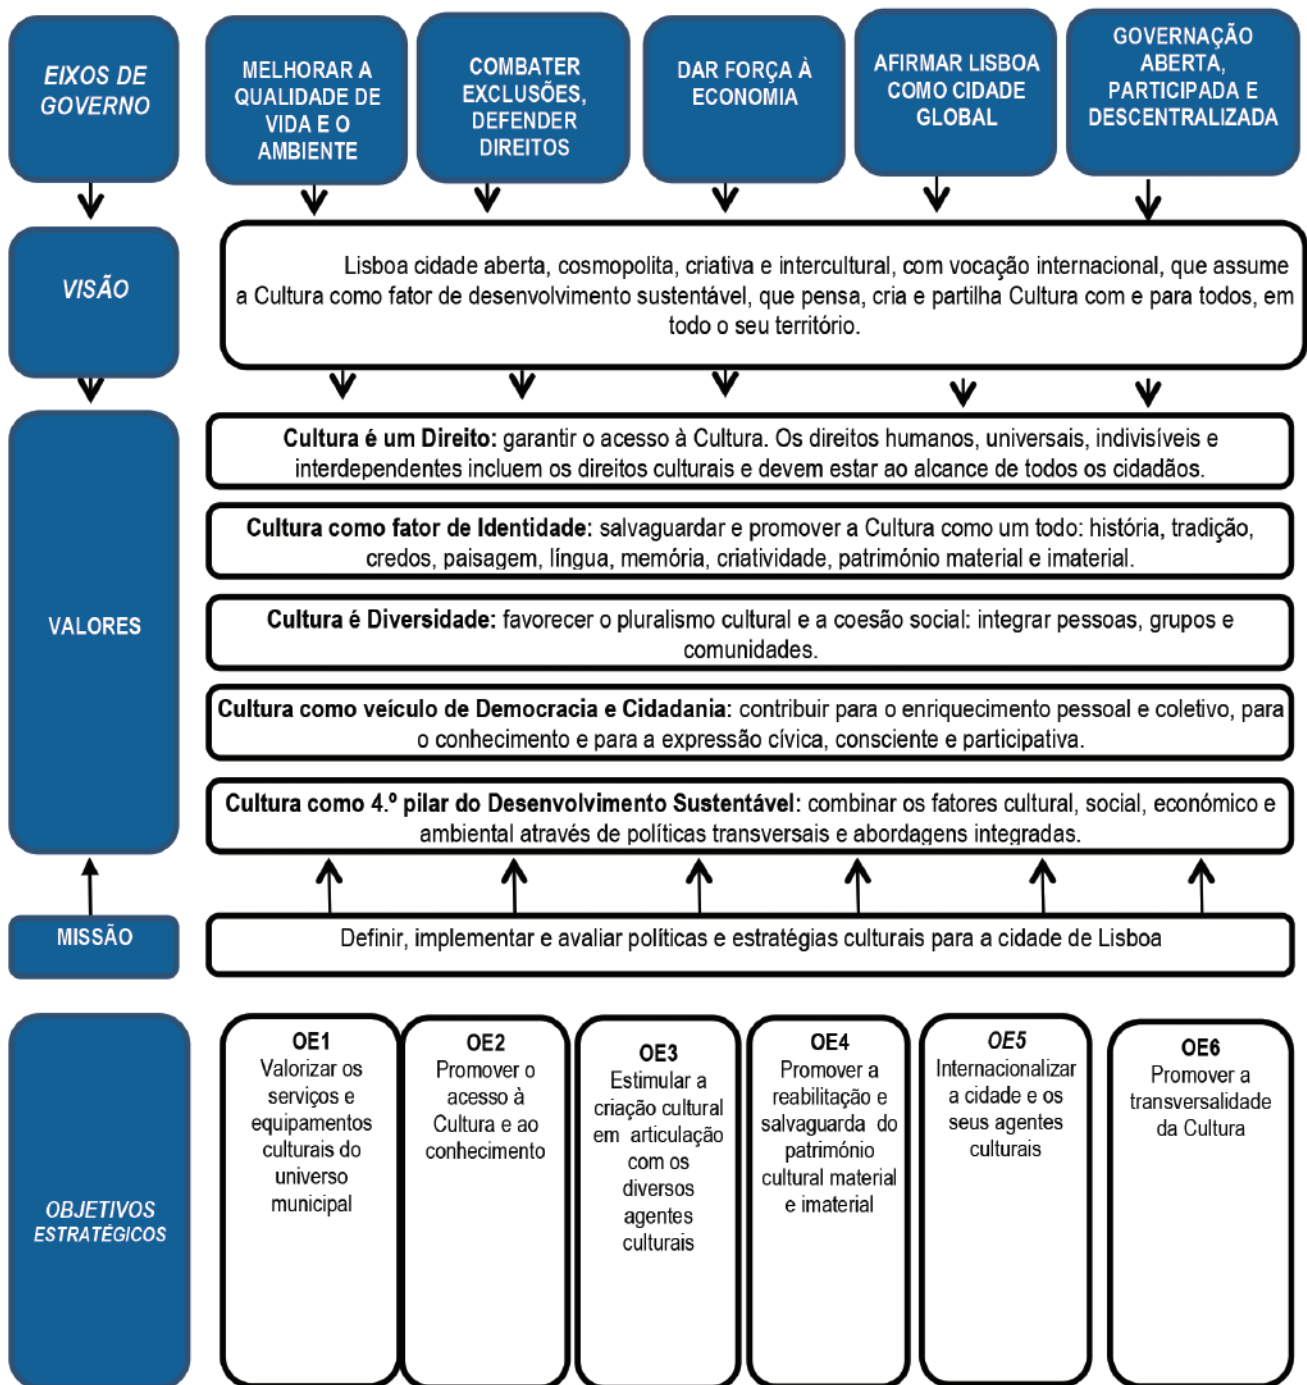 EIXOS DE
GOVERNO
MELHORAR A
QUALIDADE DE
VIDA E O
AMBIENTE
COMBATER
EXCLUSÕES,
DEFENDER
DIREITOS
DAR FORÇA À
ECONOMIA
AFIRMAR LISBOA
COMO CIDADE
GLOBAL
GOVERNAÇÃO
ABERTA,
PARTICIPADA E
DESCENTRALIZADA
VISÃO
Lisboa cidade aberta, cosmopolita, criativa e intercultural, com vocação internacional, que assume
a Cultura como fator de desenvolvimento sustentável, que pensa, cria e partilha Cultura com e para todos, em
todo o seu território.
VALORES
Cultura é um Direito: garantir o acesso à Cultura. Os direitos humanos, universais, indivisíveis e
interdependentes incluem os direitos culturais e devem estar ao alcance de todos os cidadãos.
Cultura como fator de Identidade: salvaguardar e promover a Cultura como um todo: história, tradição,
credos, paisagem, língua, memória, criatividade, património material e imaterial.
Cultura é Diversidade: favorecer o pluralismo cultural e a coesão social: integrar pessoas, grupos e
comunidades.
Cultura como veículo de Democracia e Cidadania: contribuir para o enriquecimento pessoal e coletivo, para
o conhecimento e para a expressão cívica, consciente e participativa.
Cultura como 4.º pilar do Desenvolvimento Sustentável: combinar os fatores cultural, social, económico e
ambiental através de políticas transversais e abordagens integradas.
MISSÃO
Definir, implementar e avaliar políticas e estratégias culturais para a cidade de Lisboa
OBJETIVOS
ESTRATÉGICOS
OE1
Valorizar os
serviços e
equipamentos
culturais do
universo
municipal
OE2
Promover o
acesso à
Cultura e ao
conhecimento
OE3
Estimular a
criação cultural
em articulação
com os
diversos
agentes
culturais
OE4
Promover a
reabilitação e
salvaguarda do
património
cultural material
e imaterial
OE5
Internacionalizar
a cidade e os
seus agentes
culturais
OE6
Promover a
transversalidade
da Cultura